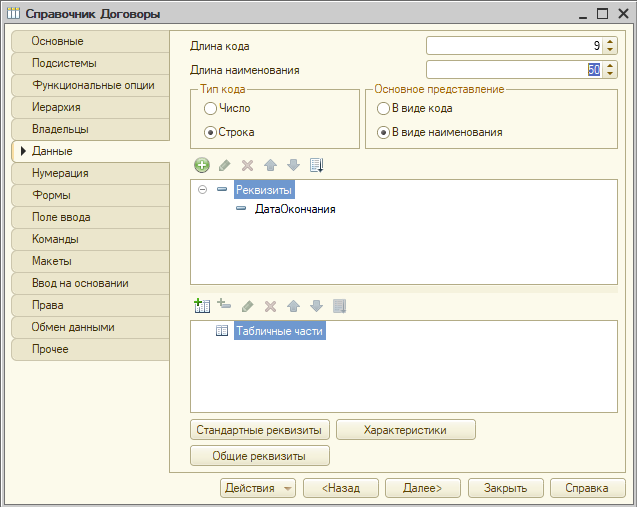 Справочник Договоры
Основные
Подсистемы
Функциональные опции
Иерархия
Владельцы
Данные
Нумерация
Формы
Поле ввода
Команды
Макеты
Ввод на основании
Права
Обмен данными
Прочее
Длина кода 9
Длина наименования 50
Тип кода
Число
Строка
Основное представление
В виде кода
В виде наименования
Реквизиты
ДатаОкончания
Табличные части
Стандартные реквизиты Характеристики
Общие реквизиты
Действия <Назад Далее> Закрыть Справка